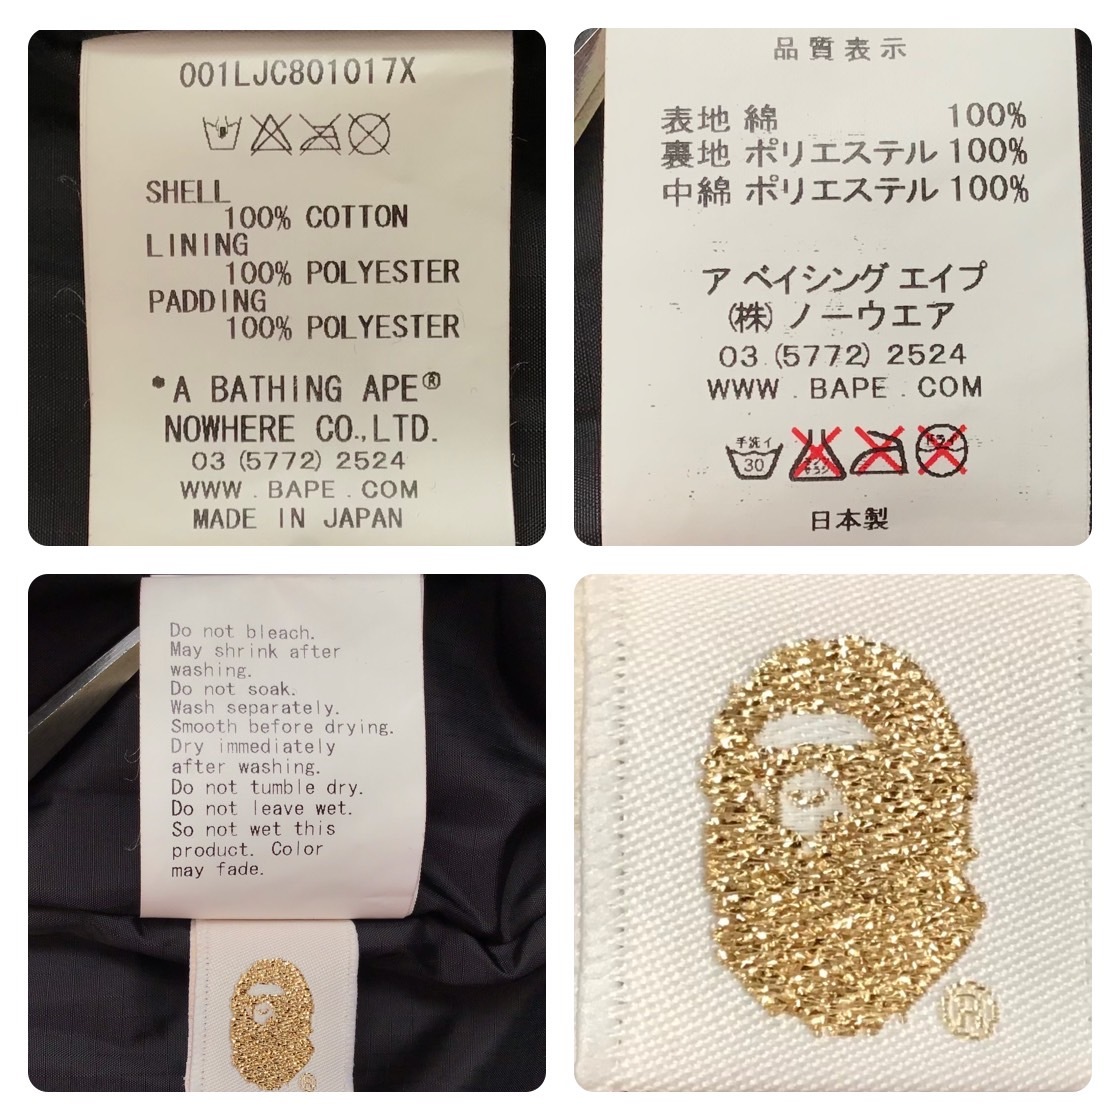 001LJC801017X
SHELL
100% COTTON
LINING
100% POLYESTER
PADDING
100% POLYESTER
*A BATHING APE®
NOWHERE CO.,LTD.
03 (5772) 2524
WWW . BAPE . COM
MADE IN JAPAN
品質表示
表地 綿 100%
裏地 ポリエステル 100%
中綿 ポリエステル 100%
ア ベイシング エイプ
(株) ノーウエア
03 (5772) 2524
WWW . BAPE . COM
手洗イ
30
ドライ
日本製
Do not bleach.
May shrink after
washing.
Do not soak.
Wash separately.
Smooth before drying.
Dry immediately
after washing.
Do not tumble dry.
Do not leave wet.
So not wet this
product. Color
may fade.
®
®